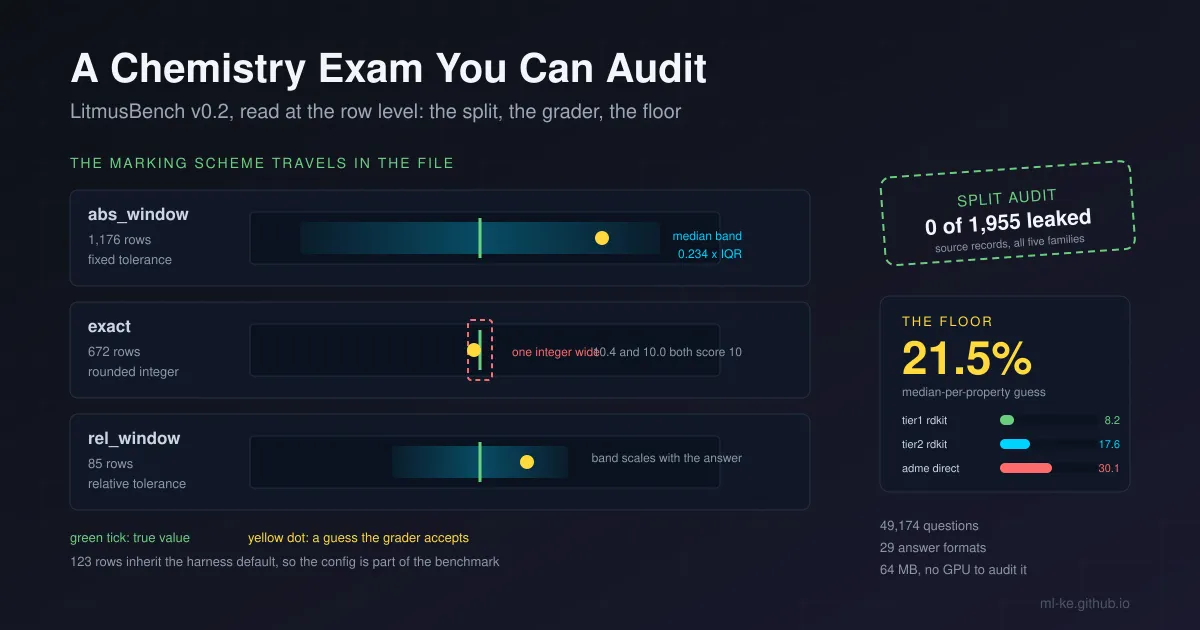 A Chemistry Exam You Can Audit
LitmusBench v0.2, read at the row level: the split, the grader, the floor
THE MARKING SCHEME TRAVELS IN THE FILE
abs_window
1,176 rows
fixed tolerance
median band
0.234 x IQR
exact
672 rows
rounded integer
one integer wide
10.4 and 10.0 both score 10
rel_window
85 rows
relative tolerance
band scales with the answer
green tick: true value
yellow dot: a guess the grader accepts
123 rows inherit the harness default, so the config is part of the benchmark
SPLIT AUDIT
0 of 1,955 leaked
source records, all five families
THE FLOOR
21.5%
median-per-property guess
tier1 rdkit 8.2
tier2 rdkit 17.6
adme direct 30.1
49,174 questions
29 answer formats
64 MB, no GPU to audit it
ml-ke.github.io